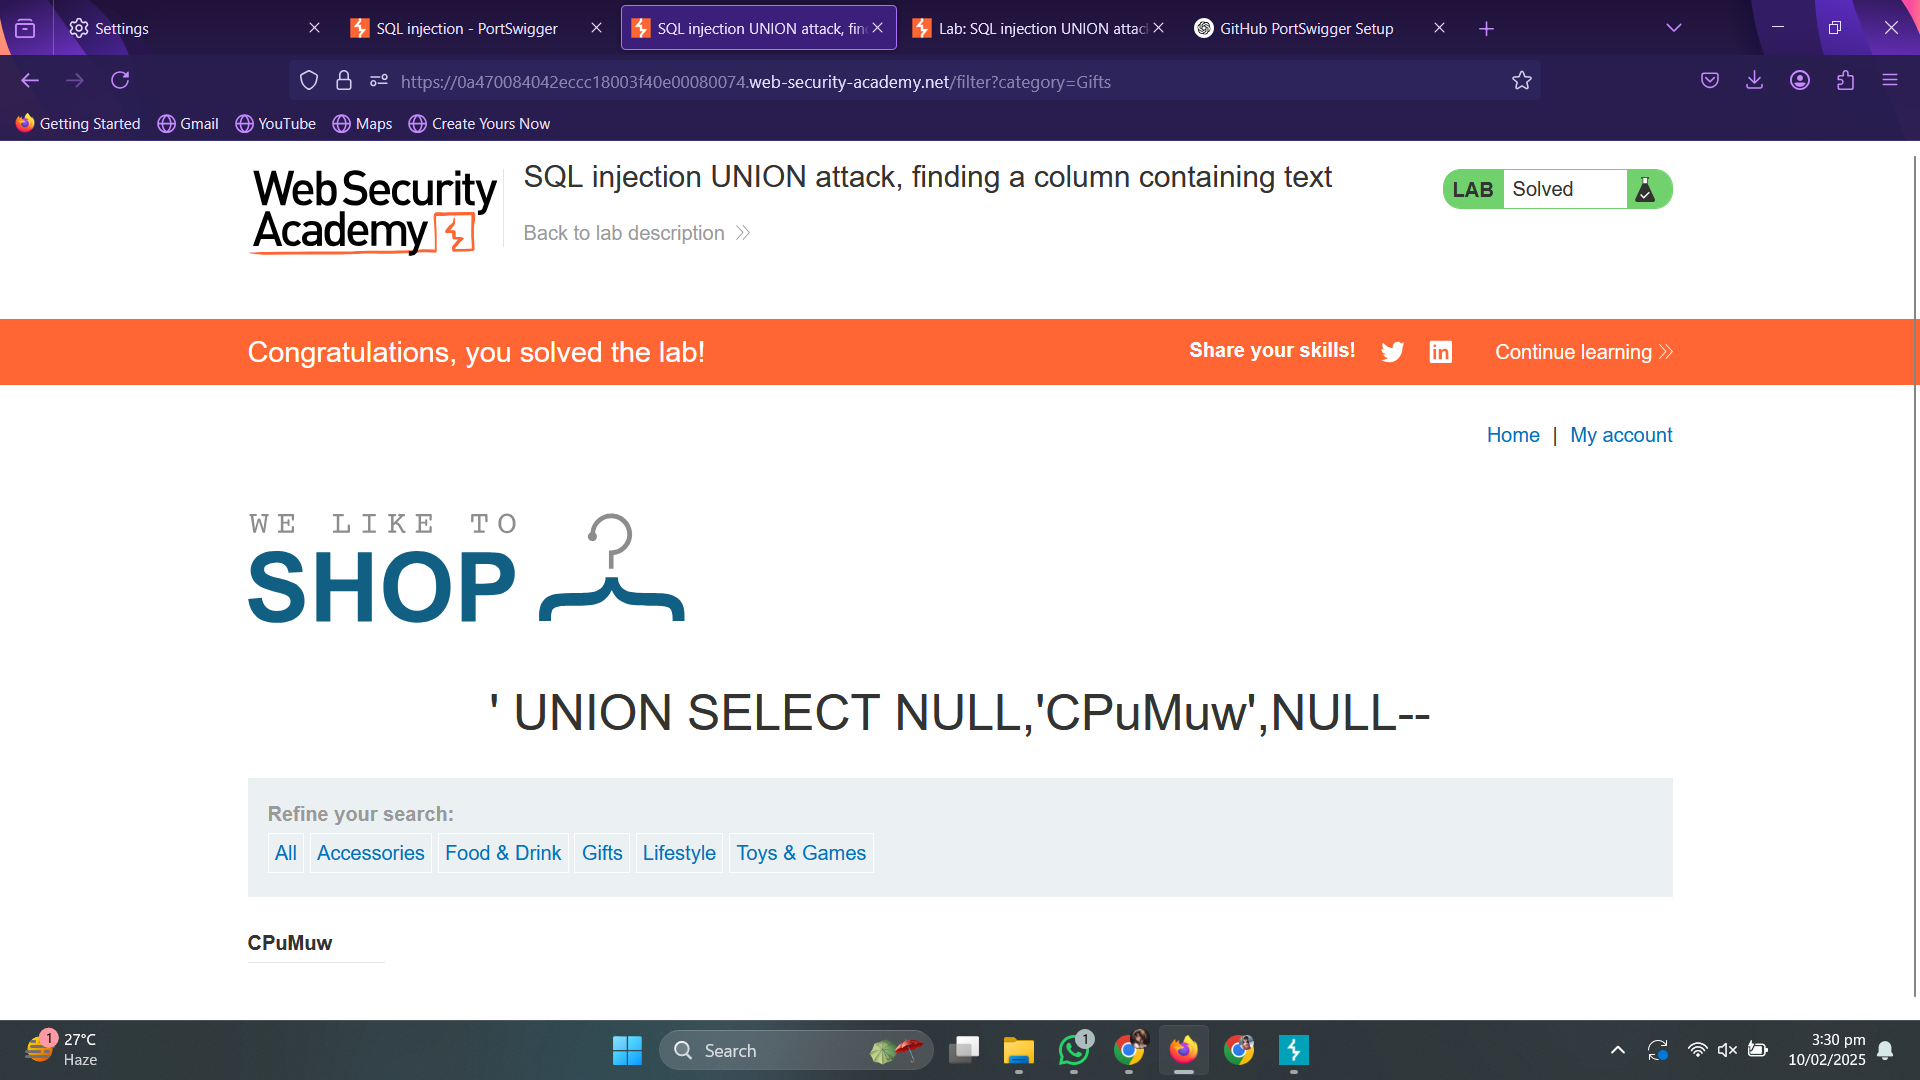 Settings
SQL injection - PortSwigger
SQL injection UNION attack, fin
Lab: SQL injection UNION attac
GitHub PortSwigger Setup
https://0a470084042eccc18003f40e00080074.web-security-academy.net/filter?category=Gifts
Getting Started
Gmail
YouTube
Maps
Create Yours Now
Web Security
Academy
SQL injection UNION attack, finding a column containing text
Back to lab description
LAB Solved
Congratulations, you solved the lab!
Share your skills!
Continue learning
Home | My account
WE LIKE TO
SHOP
' UNION SELECT NULL,'CPuMuw',NULL--
Refine your search:
All
Accessories
Food & Drink
Gifts
Lifestyle
Toys & Games
CPuMuw
1
27°C
Haze
Search
1
3:30 pm
10/02/2025